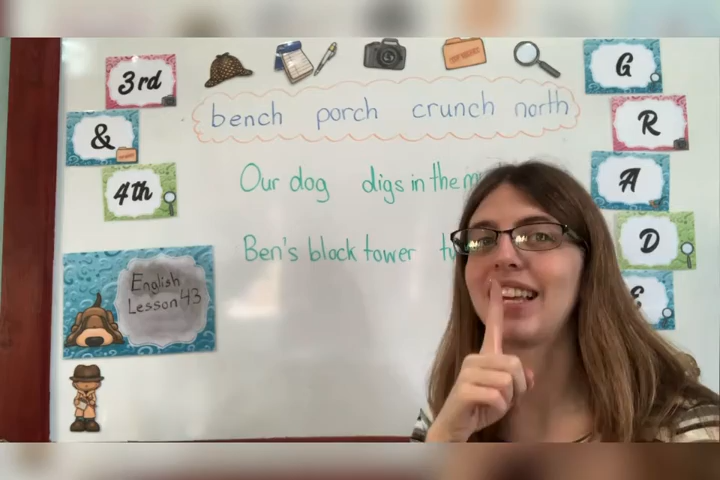 3rd
&
4th
bench porch crunch north
Our dog digs in the
Ben's block tower
English
Lesson 43
G
R
A
D
E